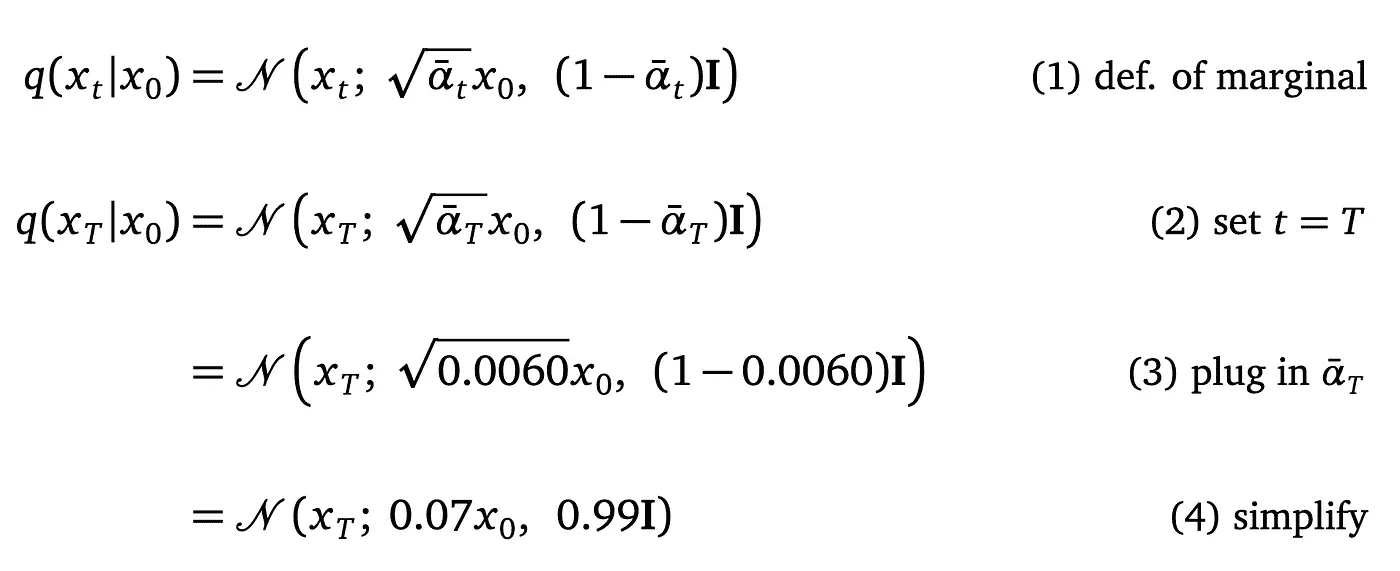 q(x_t|x_0) = 𝒩(x_t; √ᾱ_t x_0, (1 − ᾱ_t)𝐈) (1) def. of marginal
q(x_T|x_0) = 𝒩(x_T; √ᾱ_T x_0, (1 − ᾱ_T)𝐈) (2) set t = T
= 𝒩(x_T; √0.0060 x_0, (1 − 0.0060)𝐈) (3) plug in ᾱ_T
= 𝒩(x_T; 0.07x_0, 0.99𝐈) (4) simplify